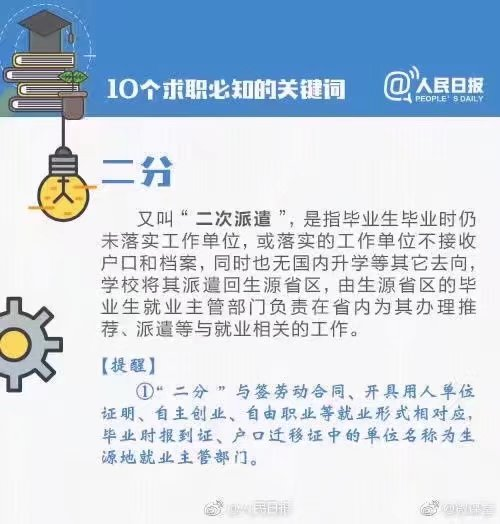 10个求职必知的关键词
@人民日报
PEOPLE'S DAILY
二分
又叫“二次派遣”，是指毕业生毕业时仍
未落实工作单位，或落实的工作单位不接收
户口和档案，同时也无国内升学等其它去向，
学校将其派遣回生源省区，由生源省区的毕
业生就业主管部门负责在省内为其办理推
荐、派遣等与就业相关的工作。
【提醒】
①“二分”与签劳动合同、开具用人单位
证明、自主创业、自由职业等就业形式相对应，
毕业时报到证、户口迁移证中的单位名称为生
源地就业主管部门。
@人民日报